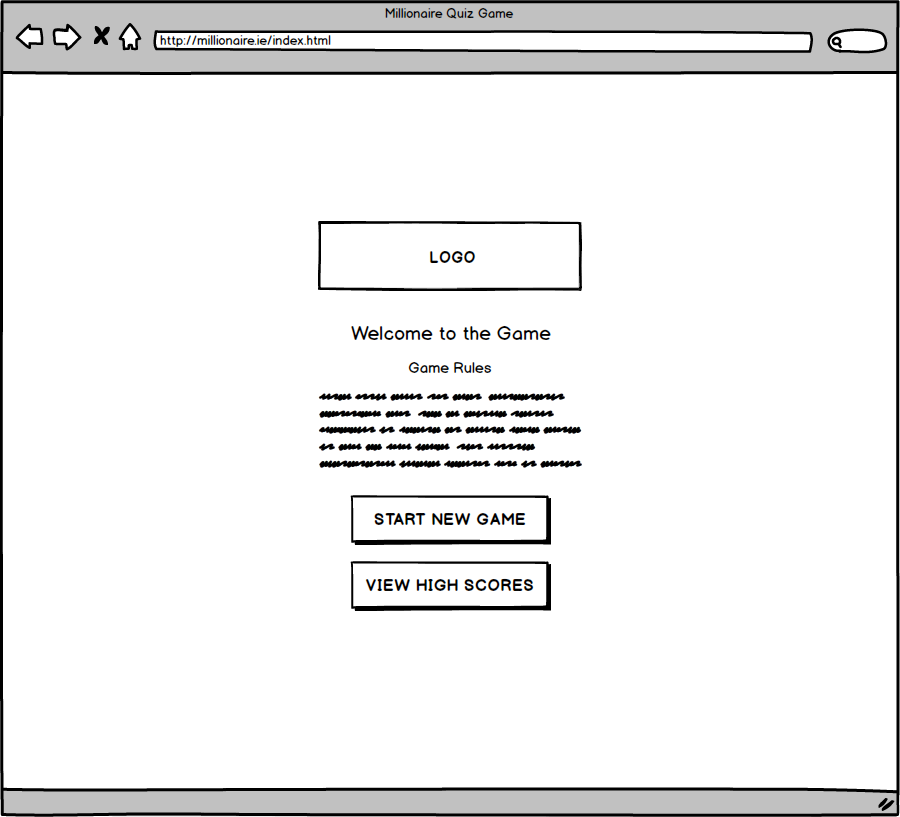 Millionaire Quiz Game
http://millionaire.ie/index.html
LOGO
Welcome to the Game
Game Rules
START NEW GAME
VIEW HIGH SCORES